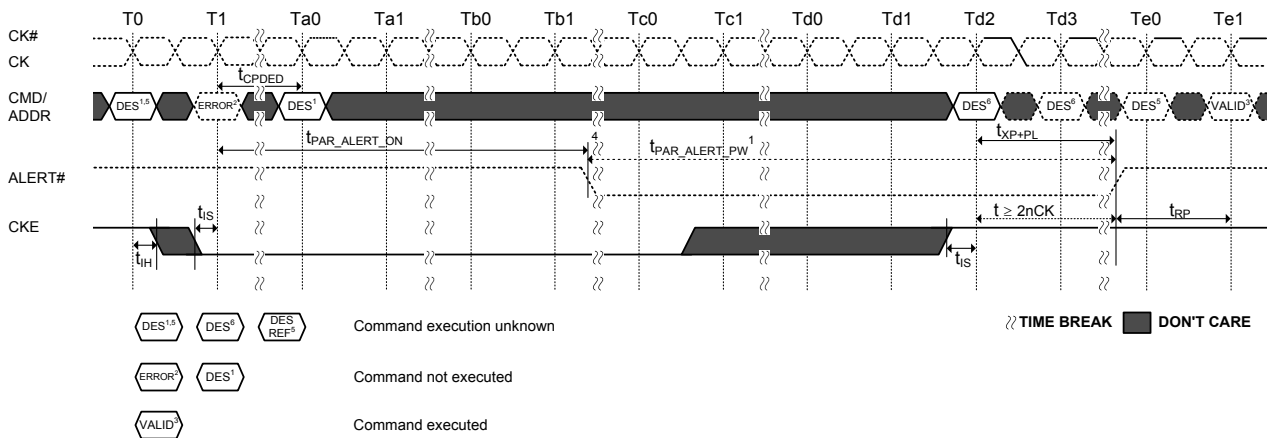 T0 T1 Ta0 Ta1 Tb0 Tb1 Tc0 Tc1 Td0 Td1 Td2 Td3 Te0 Te1
CK#
CK
tCPDED
CMD/
ADDR
DES1,5 ERROR2 DES1 DES6 DES6 DES5 VALID3
tPAR_ALERT_ON 4 tPAR_ALERT_PW1 tXP+PL
ALERT#
CKE
tIS t ≥ 2nCK tRP
tIH tIS
DES1,5 DES6 DES REF5 Command execution unknown
TIME BREAK DON'T CARE
ERROR2 DES1 Command not executed
VALID3 Command executed